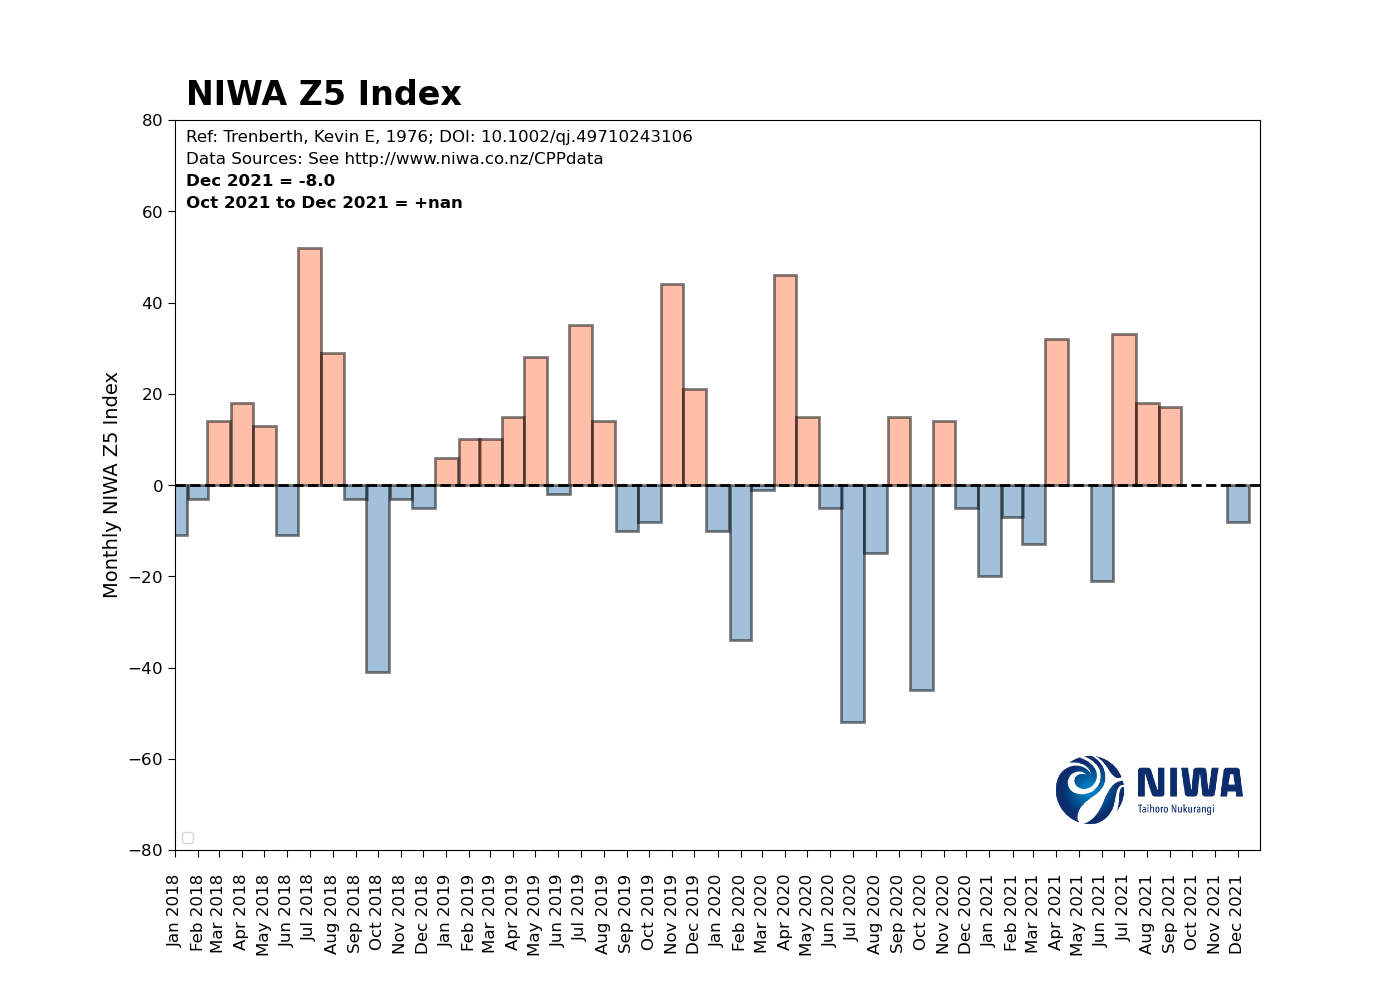 NIWA Z5 Index
Ref: Trenberth, Kevin E, 1976; DOI: 10.1002/qj.49710243106
Data Sources: See http://www.niwa.co.nz/CPPdata
Dec 2021 = -8.0
Oct 2021 to Dec 2021 = +nan
Monthly NIWA Z5 Index
80
60
40
20
0
−20
−40
−60
−80
NIWA
Taihoro Nukurangi
Jan 2018
Feb 2018
Mar 2018
Apr 2018
May 2018
Jun 2018
Jul 2018
Aug 2018
Sep 2018
Oct 2018
Nov 2018
Dec 2018
Jan 2019
Feb 2019
Mar 2019
Apr 2019
May 2019
Jun 2019
Jul 2019
Aug 2019
Sep 2019
Oct 2019
Nov 2019
Dec 2019
Jan 2020
Feb 2020
Mar 2020
Apr 2020
May 2020
Jun 2020
Jul 2020
Aug 2020
Sep 2020
Oct 2020
Nov 2020
Dec 2020
Jan 2021
Feb 2021
Mar 2021
Apr 2021
May 2021
Jun 2021
Jul 2021
Aug 2021
Sep 2021
Oct 2021
Nov 2021
Dec 2021